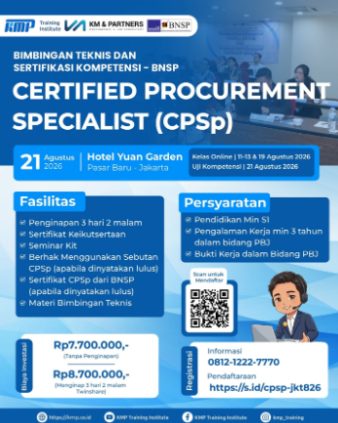 KMP
Training
Institute
KM & PARTNERS
BNSP
BIMBINGAN TEKNIS DAN
SERTIFIKASI KOMPETENSI - BNSP
CERTIFIED PROCUREMENT
SPECIALIST (CPSp)
21 Agustus
2026
Hotel Yuan Garden
Pasar Baru - Jakarta
Kelas Online | 11-13 & 19 Agustus 2026
Uji Kompetensi | 21 Agustus 2026
Fasilitas
Penginapan 3 hari 2 malam
Sertifikat Keikutsertaan
Seminar Kit
Berhak Menggunakan Sebutan
CPSp (apabila dinyatakan lulus)
Sertifikat CPSp dari BNSP
(apabila dinyatakan lulus)
Materi Bimbingan Teknis
Persyaratan
Pendidikan Min S1
Pengalaman Kerja min 3 tahun
dalam bidang PBJ
Bukti Kerja dalam Bidang PBJ
Scan untuk
Mendaftar
Biaya Investasi
Rp7.700.000,-
(Tanpa Penginapan)
Rp8.700.000,-
(Menginap 3 hari 2 malam
Twinshare)
Registrasi
Informasi
0812-1222-7770
Pendaftaraan
https://s.id/cpsp-jkt826
https://kmp.co.id
KMP Training Institute
KMP Training Institute
kmp_training